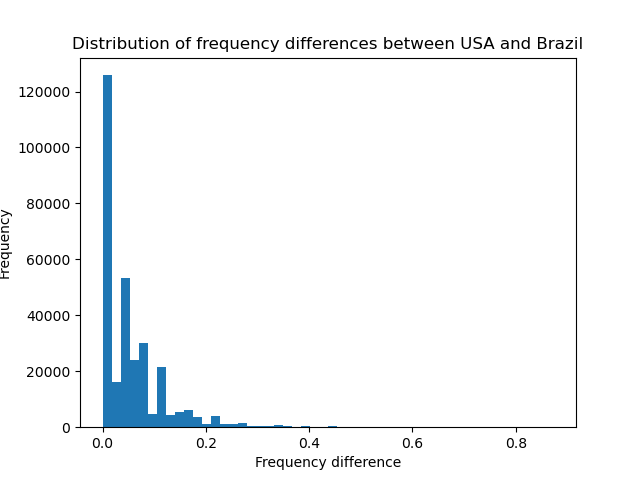 Distribution of frequency differences between USA and Brazil
120000
100000
80000
60000
40000
20000
0
Frequency
0.0 0.2 0.4 0.6 0.8
Frequency difference